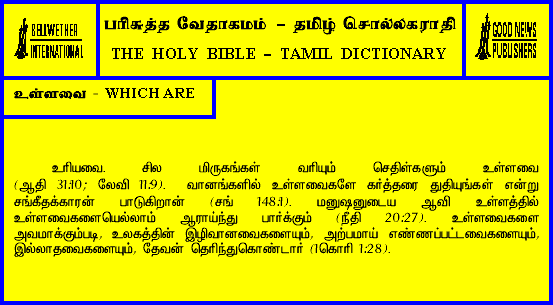 BELLWETHER
INTERNATIONAL
பரிசுத்த வேதாகமம் – தமிழ் சொல்லகராதி
THE HOLY BIBLE – TAMIL DICTIONARY
GOOD NEWS
PUBLISHERS
உள்ளவை - WHICH ARE
உரியவை. சில மிருகங்கள் வரியும் செதிள்களும் உள்ளவை
(ஆதி 31:10; லேவி 11:9). வானங்களில் உள்ளவைகளே கர்த்தரை துதியுங்கள் என்று
சங்கீதக்காரன் பாடுகிறான் (சங் 148:1). மனுஷனுடைய ஆவி உள்ளத்தில்
உள்ளவைகளையெல்லாம் ஆராய்ந்து பார்க்கும் (நீதி 20:27). உள்ளவைகளை
அவமாக்கும்படி, உலகத்தின் இழிவானவைகளையும், அற்பமாய் எண்ணப்பட்டவைகளையும்,
இல்லாதவைகளையும், தேவன் தெரிந்துகொண்டார் (1கொரி 1:28).